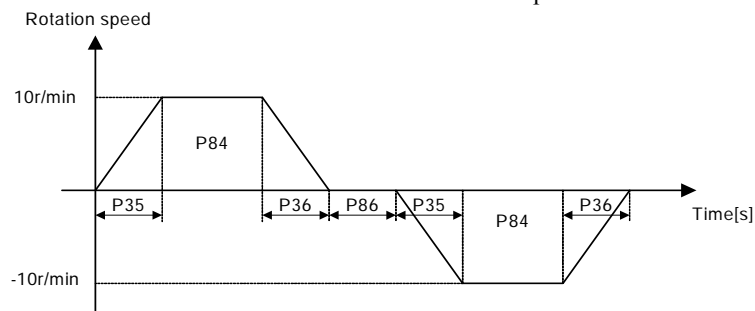 Rotation speed
10r/min
P84
P35
P36
P86
P35
P36
Time[s]
P84
-10r/min